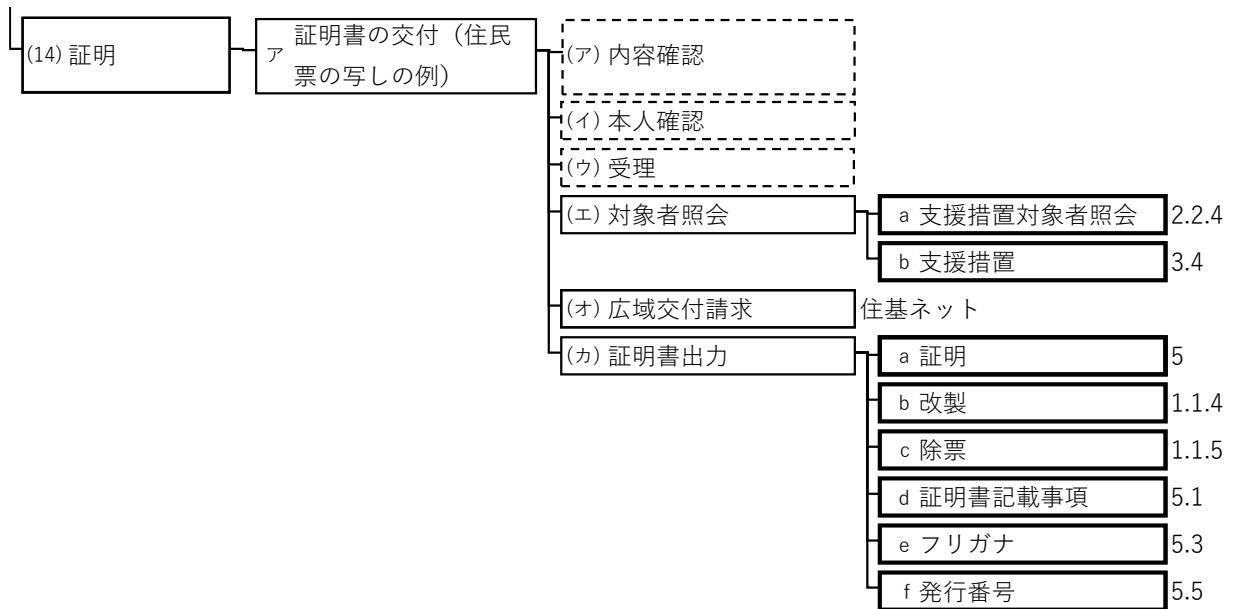 (14) 証明
ア 証明書の交付（住民
票の写しの例）
(ア) 内容確認
(イ) 本人確認
(ウ) 受理
(エ) 対象者照会
a 支援措置対象者照会 2.2.4
b 支援措置 3.4
(オ) 広域交付請求 住基ネット
(カ) 証明書出力
a 証明 5
b 改製 1.1.4
c 除票 1.1.5
d 証明書記載事項 5.1
e フリガナ 5.3
f 発行番号 5.5